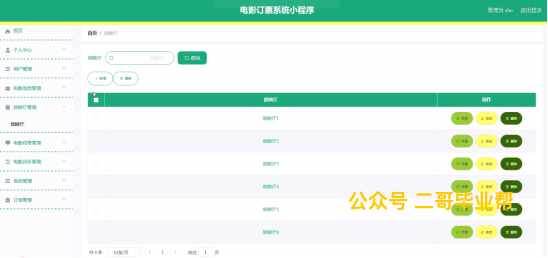 电影订票系统小程序
管理员 abo 退出登录
首页
首页 / 放映厅
个人中心
用户管理
电影类型管理
放映厅管理
放映厅
电影信息管理
电影评价管理
系统管理
订单管理
放映厅 放映厅 查询
新增 删除
放映厅 操作
放映厅1 详情 修改 删除
放映厅2 详情 修改 删除
放映厅3 详情 修改 删除
放映厅4 详情 修改 删除
放映厅5 修改 删除
放映厅6 详情 修改 删除
公众号 二哥毕业帮
共 6 条 10条/页 1 前往 1 页